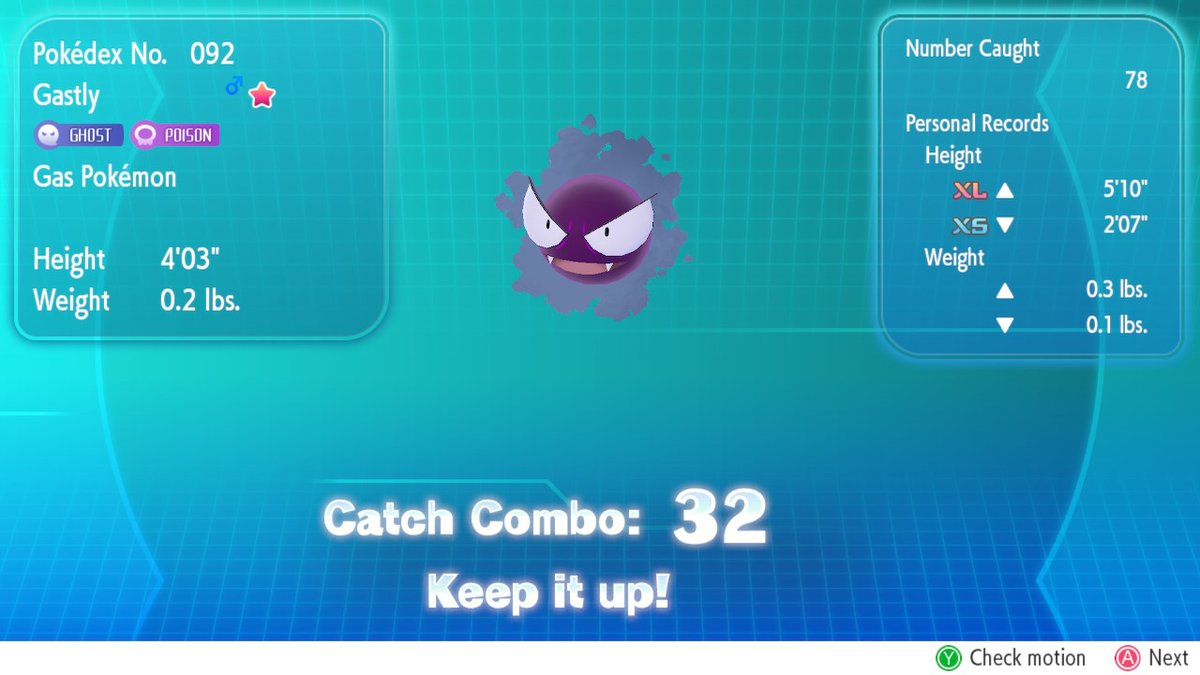 Pokédex No. 092
Gastly ♂
GHOST POISON
Gas Pokémon
Height 4'03"
Weight 0.2 lbs.
Number Caught
78
Personal Records
Height
XL ▲ 5'10"
XS ▼ 2'07"
Weight
▲ 0.3 lbs.
▼ 0.1 lbs.
Catch Combo: 32
Keep it up!
Y Check motion A Next